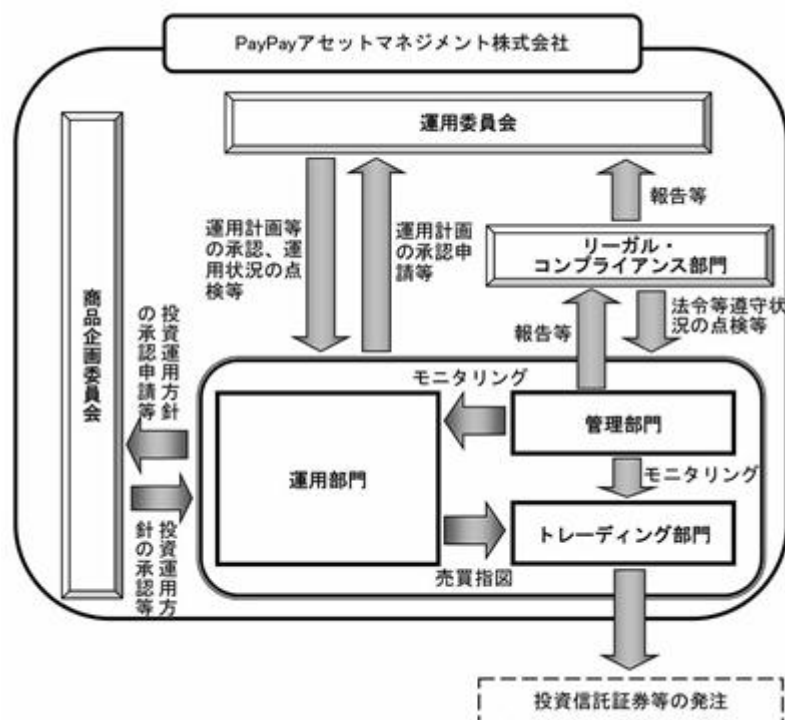 PayPayアセットマネジメント株式会社
運用委員会
運用計画等
の承認、運
用状況の点
検等
運用計画
の承認申
請等
報告等
リーガル・
コンプライアンス部門
報告等
法令等遵守状
況の点検等
商品企画委員会
投資運用方針
の承認申請等
投資運用方
針の承認等
モニタリング
管理部門
運用部門
モニタリング
トレーディング部門
売買指図
投資信託証券等の発注